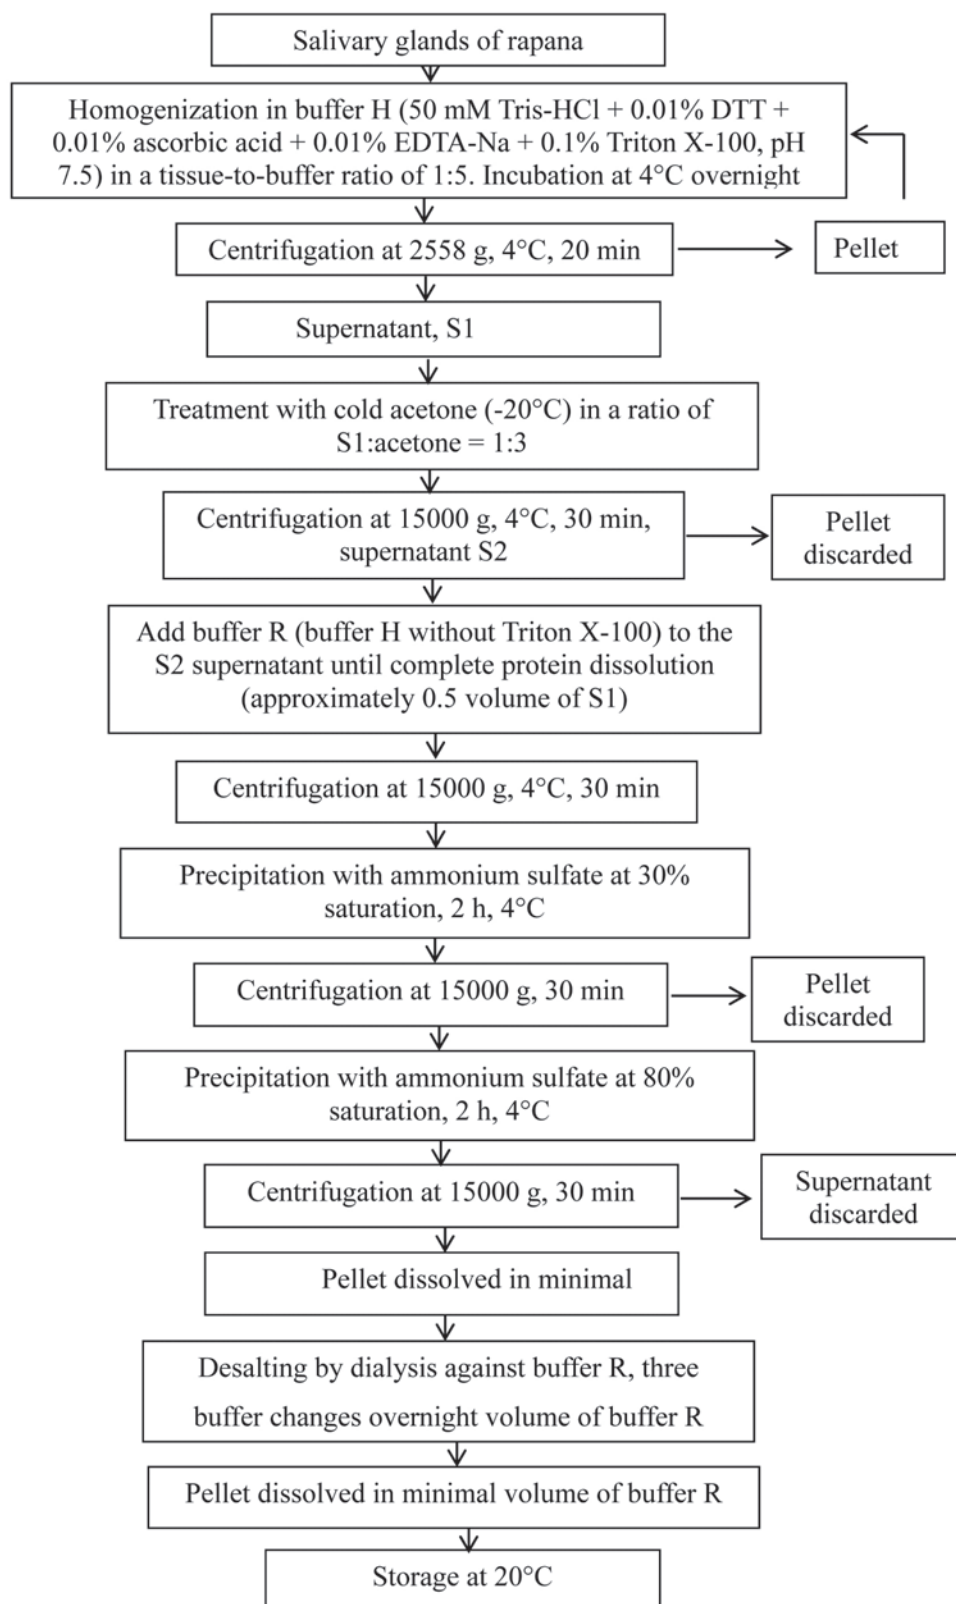 Salivary glands of rapana
Homogenization in buffer H (50 mM Tris-HCl + 0.01% DTT +
0.01% ascorbic acid + 0.01% EDTA-Na + 0.1% Triton X-100, pH
7.5) in a tissue-to-buffer ratio of 1:5. Incubation at 4°C overnight
Centrifugation at 2558 g, 4°C, 20 min
Pellet
Supernatant, S1
Treatment with cold acetone (-20°C) in a ratio of
S1:acetone = 1:3
Centrifugation at 15000 g, 4°C, 30 min,
supernatant S2
Pellet
discarded
Add buffer R (buffer H without Triton X-100) to the
S2 supernatant until complete protein dissolution
(approximately 0.5 volume of S1)
Centrifugation at 15000 g, 4°C, 30 min
Precipitation with ammonium sulfate at 30%
saturation, 2 h, 4°C
Centrifugation at 15000 g, 30 min
Pellet
discarded
Precipitation with ammonium sulfate at 80%
saturation, 2 h, 4°C
Centrifugation at 15000 g, 30 min
Supernatant
discarded
Pellet dissolved in minimal
Desalting by dialysis against buffer R, three
buffer changes overnight volume of buffer R
Pellet dissolved in minimal volume of buffer R
Storage at 20°C